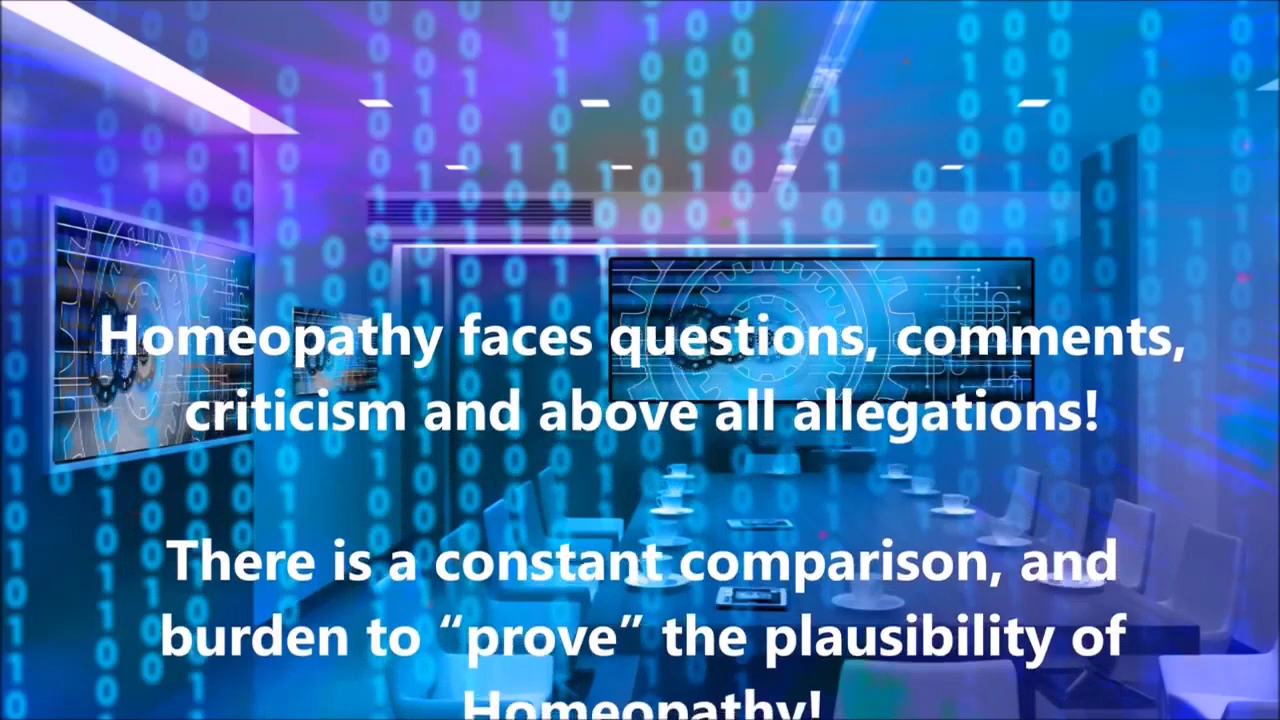 Homeopathy faces questions, comments,
criticism and above all allegations!
There is a constant comparison, and
burden to “prove” the plausibility of
Homeopathy!